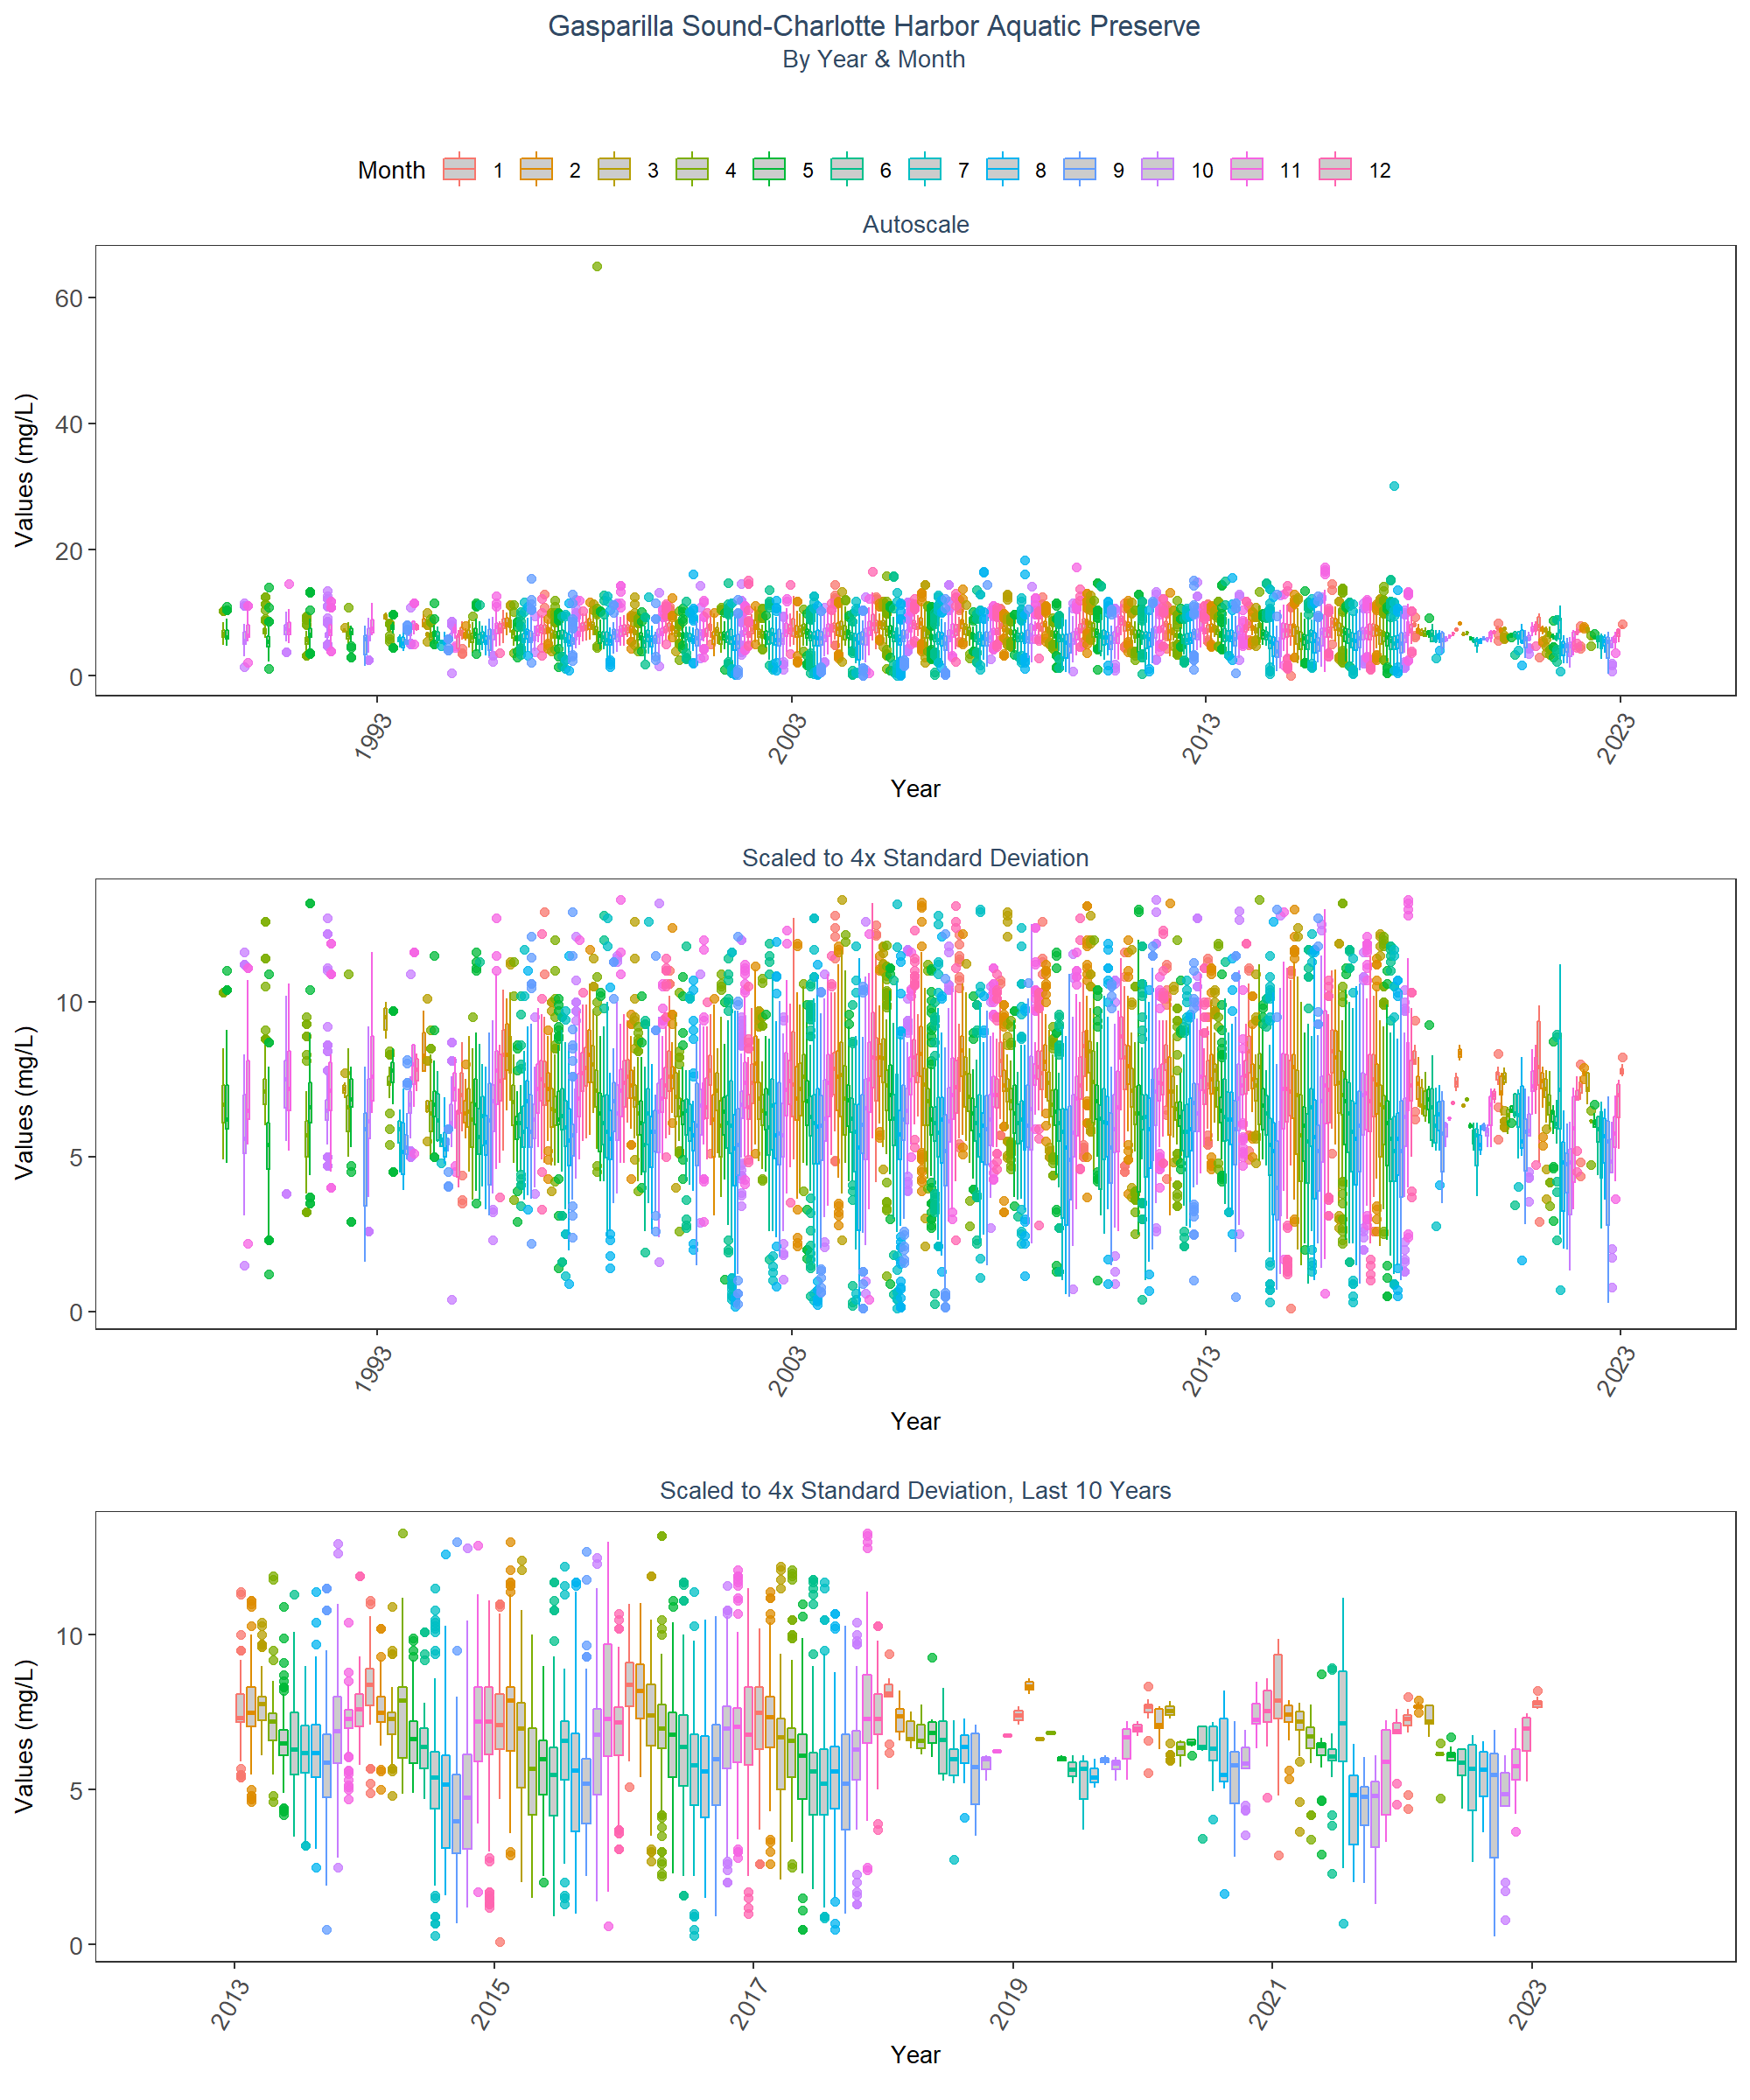 Gasparilla Sound-Charlotte Harbor Aquatic Preserve
By Year & Month
Month 1 2 3 4 5 6 7 8 9 10 11 12
Autoscale
Values (mg/L)
60
40
20
0
1993 2003 2013 2023
Year
Scaled to 4x Standard Deviation
Values (mg/L)
10
5
0
1993 2003 2013 2023
Year
Scaled to 4x Standard Deviation, Last 10 Years
Values (mg/L)
10
5
0
2013 2015 2017 2019 2021 2023
Year